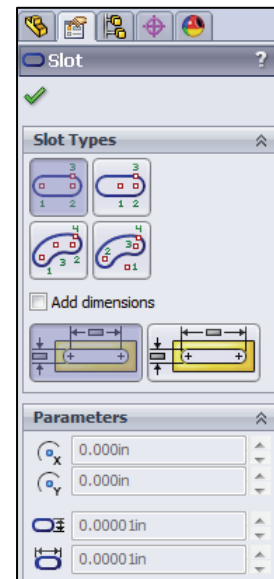 Slot ?
Slot Types
3
1 2
3
1 2
4
1 3 2
4
2 3
1
Add dimensions
Parameters
X 0.000in
Y 0.000in
0.00001in
0.00001in